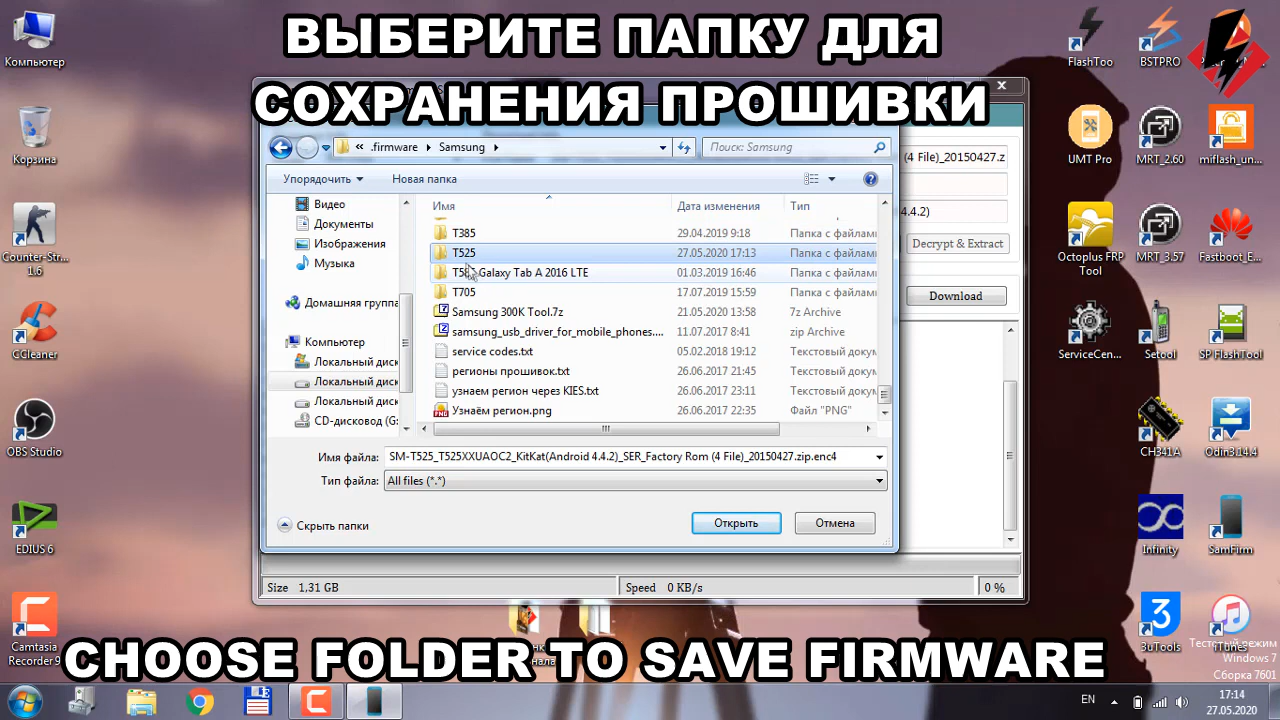 ВЫБЕРИТЕ ПАПКУ ДЛЯ
СОХРАНЕНИЯ ПРОШИВКИ
Компьютер
Корзина
Counter-Str...
1.6
CCleaner
OBS Studio
EDIUS 6
Camtasia
Recorder 9
FlashToo
BSTPRO
UMT Pro
MRT_2.60
miflash_un...
Octoplus FRP
Tool
MRT_3.57
Fastboot_E...
ServiceCen...
Setool
SP FlashTool
CH341A
Odin3.14.4
Infinity
SamFirm
3uTools
iTunes
« .firmware Samsung
Поиск: Samsung
Упорядочить
Новая папка
Видео
Документы
Изображения
Музыка
Домашняя группа
Компьютер
Локальный диск
Локальный диск
Локальный диск
CD-дисковод (G:
Имя Дата изменения Тип
T385 29.04.2019 9:18 Папка с файлами
T525 27.05.2020 17:13 Папка с файлами
Galaxy Tab A 2016 LTE 01.03.2019 16:46 Папка с файлами
T705 17.07.2019 15:59 Папка с файлами
Samsung 300K Tool.7z 21.05.2020 13:58 7z Archive
samsung_usb_driver_for_mobile_phones.... 11.07.2017 8:41 zip Archive
service codes.txt 05.02.2018 19:12 Текстовый докум
регионы прошивок.txt 26.06.2017 21:45 Текстовый докум
узнаем регион через KIES.txt 26.06.2017 23:11 Текстовый докум
Узнаём регион.png 26.06.2017 22:35 Файл "PNG"
Имя файла: SM-T525_T525XXUAOC2_KitKat(Android 4.4.2)_SER_Factory Rom (4 File)_20150427.zip.enc4
Тип файла: All files (*.*)
Скрыть папки
Открыть
Отмена
(4 File)_20150427.z
4.4.2)
Decrypt & Extract
Download
Size 1,31 GB
Speed 0 KB/s
0 %
CHOOSE FOLDER TO SAVE FIRMWARE
Тестовый режим
Windows 7
Сборка 7601
EN
17:14
27.05.2020